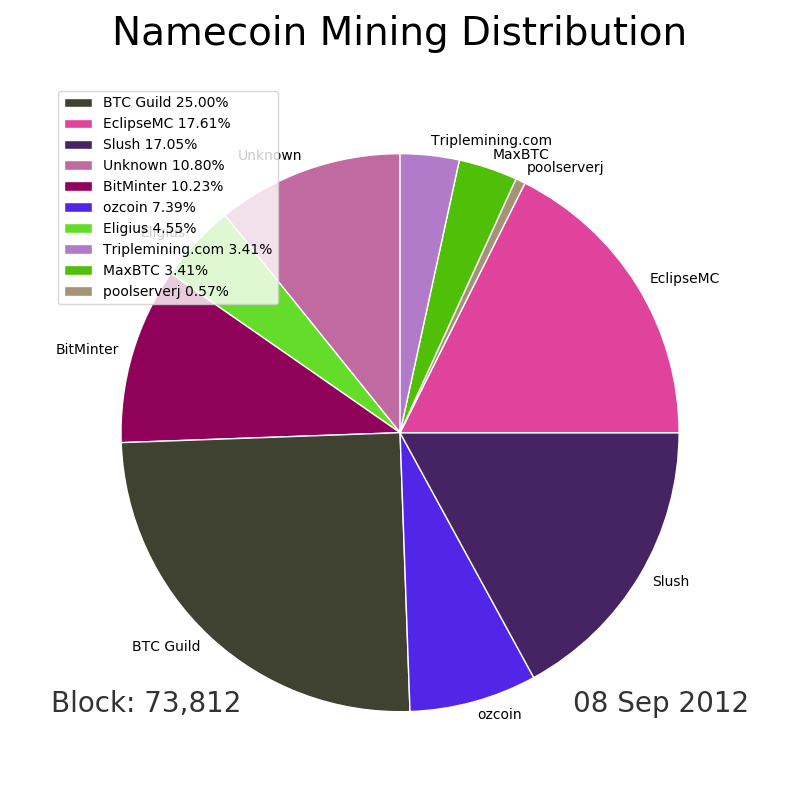 Namecoin Mining Distribution
BTC Guild 25.00%
EclipseMC 17.61%
Slush 17.05%
Unknown 10.80%
BitMinter 10.23%
ozcoin 7.39%
Eligius 4.55%
Triplemining.com 3.41%
MaxBTC 3.41%
poolserverj 0.57%
Triplemining.com
MaxBTC
poolserverj
Unknown
Eligius
EclipseMC
BitMinter
Slush
BTC Guild
ozcoin
Block: 73,812
08 Sep 2012